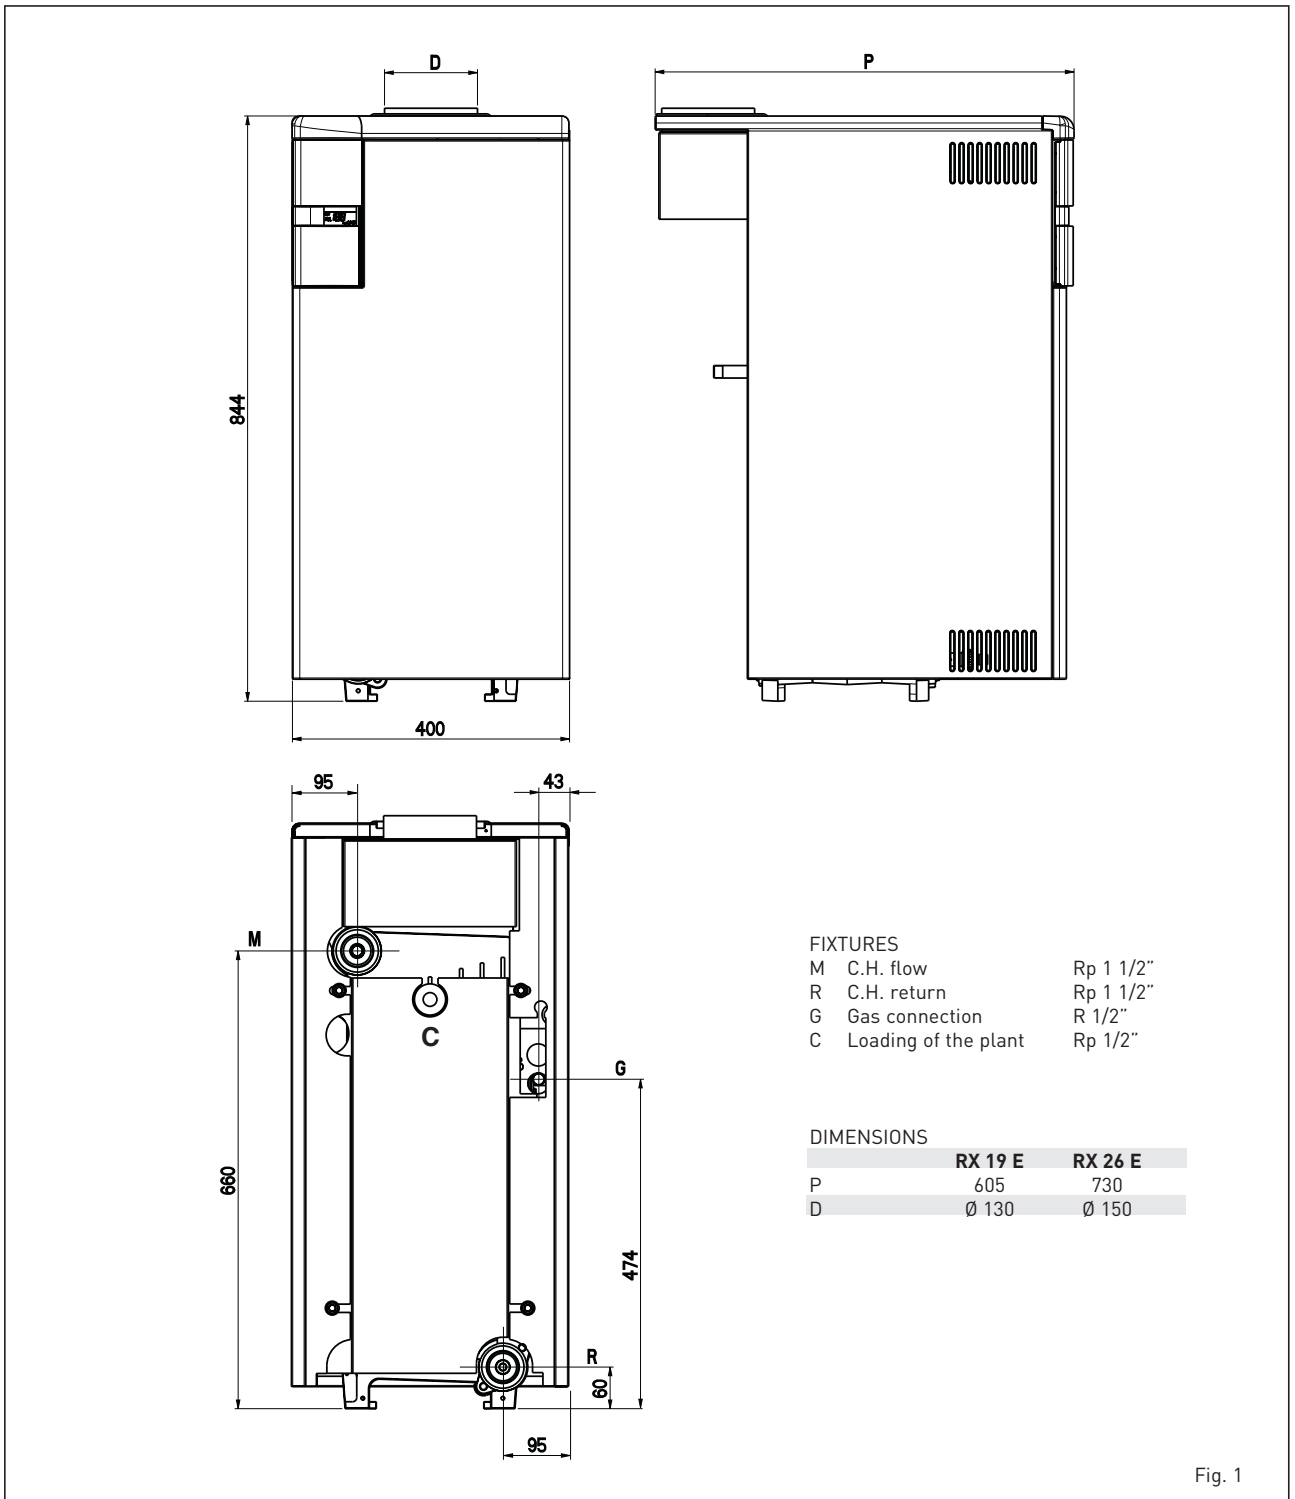 D
P
844
400
95
43
M
C
G
660
474
R
60
95
FIXTURES
M C.H. flow Rp 1 1/2”
R C.H. return Rp 1 1/2”
G Gas connection R 1/2”
C Loading of the plant Rp 1/2”
DIMENSIONS
RX 19 E RX 26 E
P 605 730
D Ø 130 Ø 150
Fig. 1